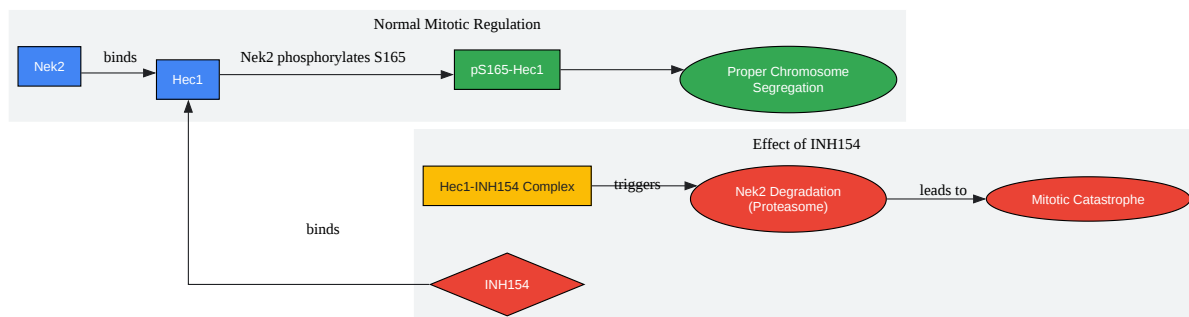 Normal Mitotic Regulation
Nek2
binds
Hec1
Nek2 phosphorylates S165
pS165-Hec1
Proper Chromosome
Segregation
Effect of INH154
Hec1-INH154 Complex
triggers
Nek2 Degradation
(Proteasome)
leads to
Mitotic Catastrophe
binds
INH154